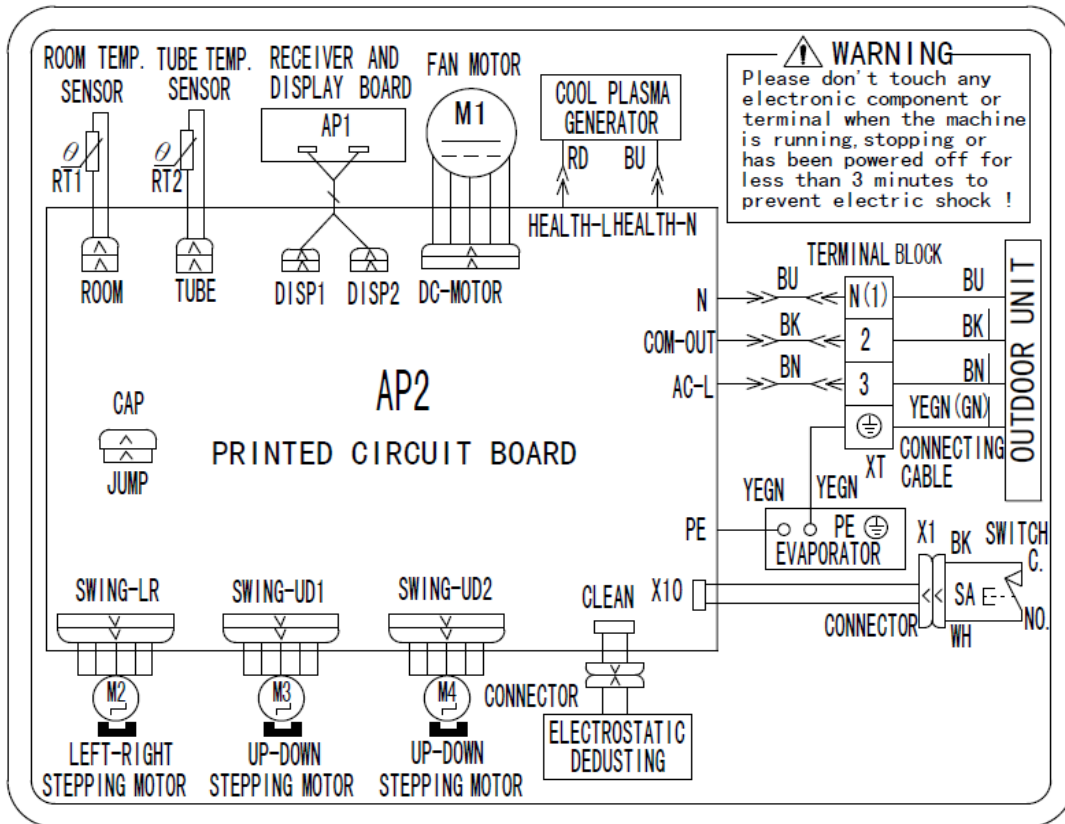 ROOM TEMP.
SENSOR
TUBE TEMP.
SENSOR
RECEIVER AND
DISPLAY BOARD
FAN MOTOR
COOL PLASMA
GENERATOR
WARNING
Please don't touch any
electronic component or
terminal when the machine
is running, stopping or
has been powered off for
less than 3 minutes to
prevent electric shock !
θ
RT1
θ
RT2
AP1
M1
RD
BU
HEALTH-L
HEALTH-N
ROOM
TUBE
DISP1
DISP2
DC-MOTOR
TERMINAL BLOCK
N
BU
N(1)
BU
COM-OUT
BK
2
BK
AC-L
BN
3
BN
YEGN(GN)
XT
CONNECTING
CABLE
OUTDOOR UNIT
CAP
JUMP
AP2
PRINTED CIRCUIT BOARD
YEGN
YEGN
PE
PE
EVAPORATOR
X1
BK
SWITCH
C.
SA
NO.
WH
CONNECTOR
SWING-LR
SWING-UD1
SWING-UD2
CLEAN
X10
M2
M3
M4
CONNECTOR
LEFT-RIGHT
STEPPING MOTOR
UP-DOWN
STEPPING MOTOR
UP-DOWN
STEPPING MOTOR
ELECTROSTATIC
DEDUSTING